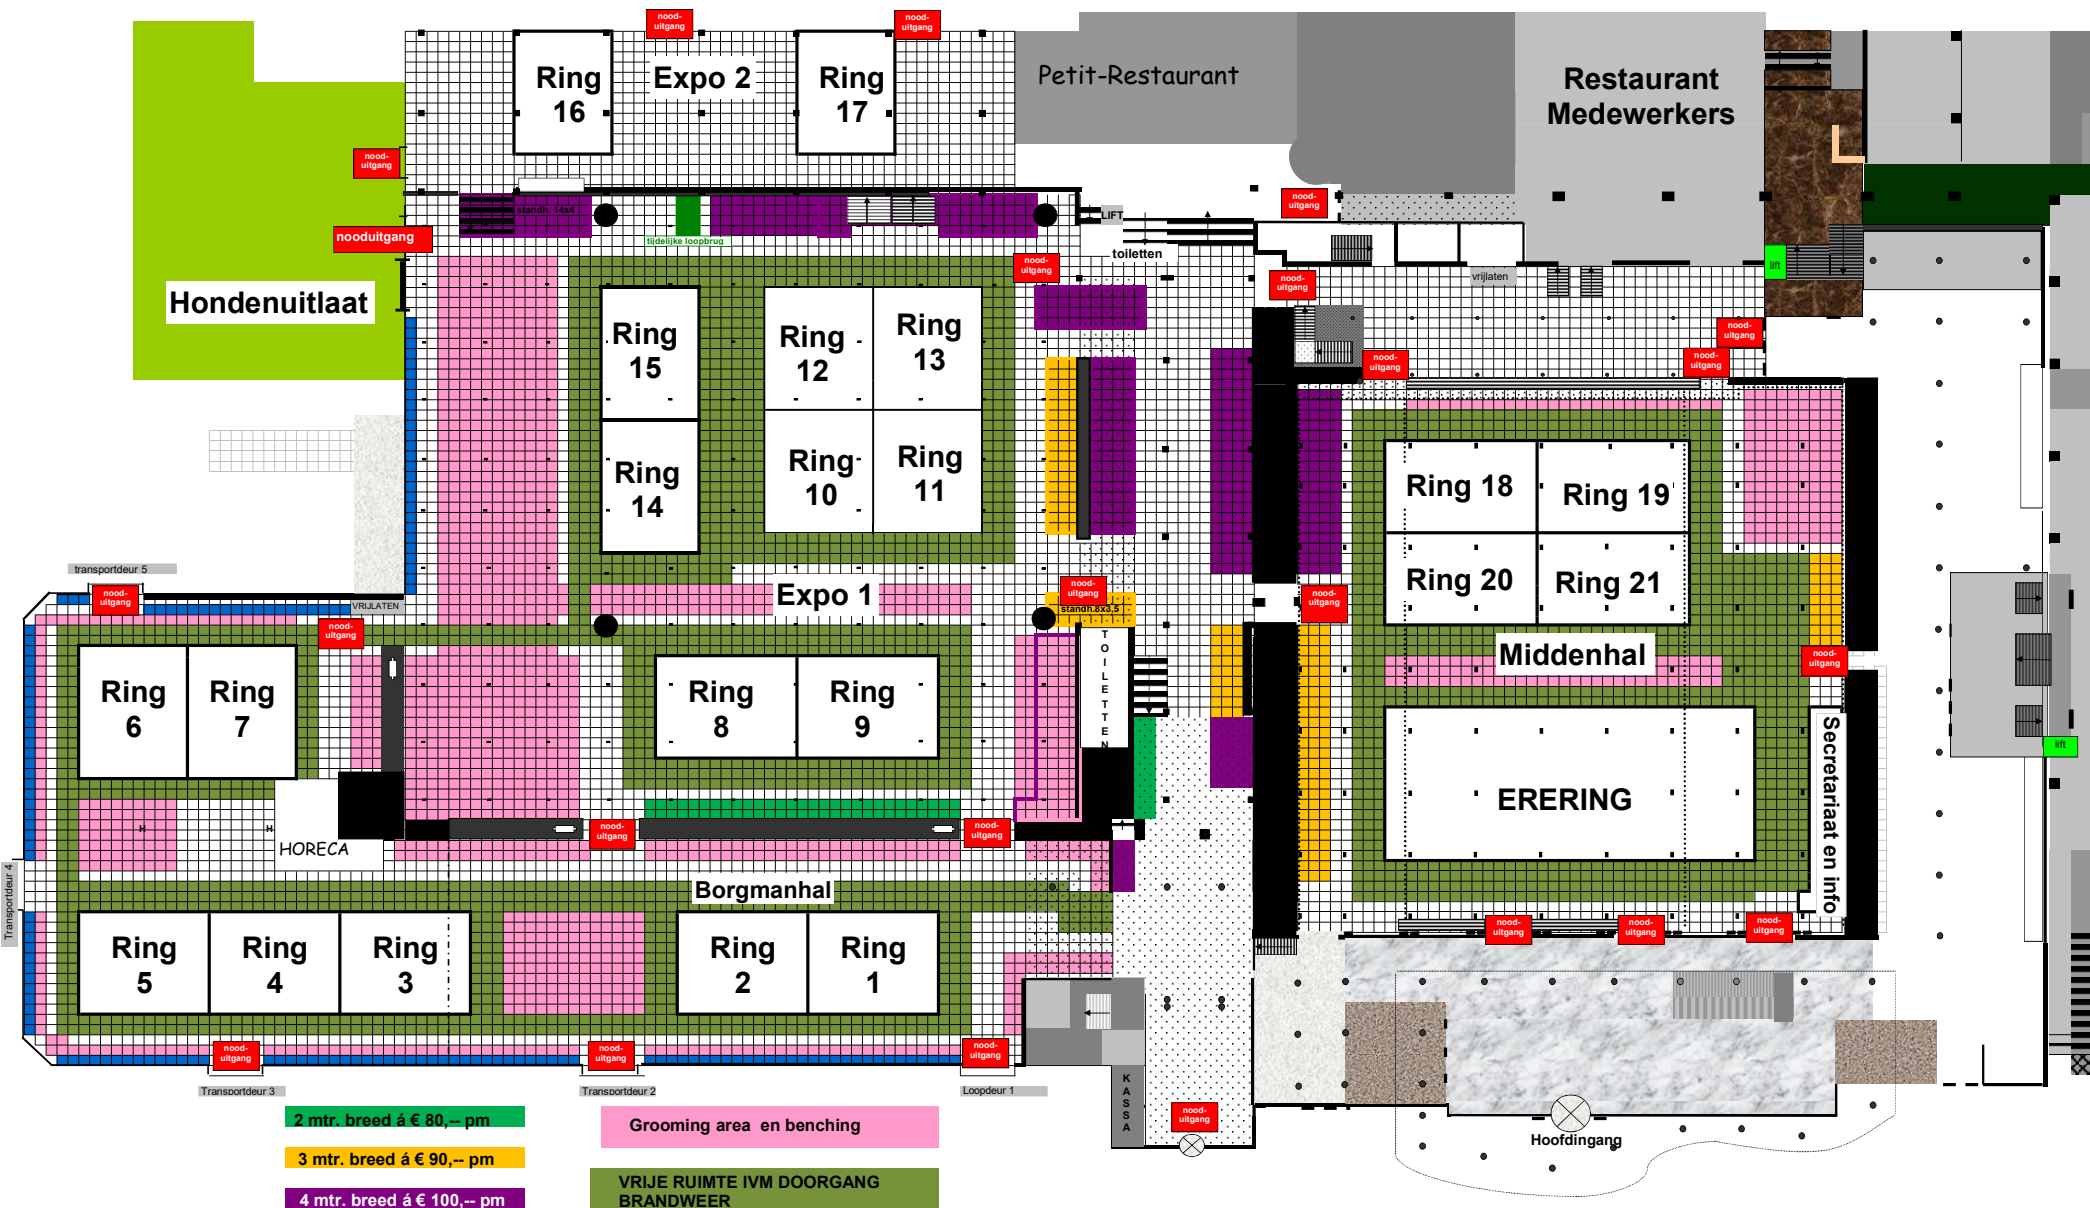 nood-
uitgang
nood-
uitgang
Ring
16
Expo 2
Ring
17
Petit-Restaurant
Restaurant
Medewerkers
nood-
uitgang
nood-
uitgang
standh. 14x4
LIFT
nooduitgang
tijdelijke loopbrug
toiletten
nood-
uitgang
nood-
uitgang
vrijlaten
lift
Hondenuitlaat
Ring
15
Ring
12
Ring
13
nood-
uitgang
nood-
uitgang
nood-
uitgang
Ring
14
Ring
10
Ring
11
Ring 18
Ring 19
Ring 20
Ring 21
transportdeur 5
nood-
uitgang
VRIJLATEN
Expo 1
nood-
uitgang
standh.8x3,5
nood-
uitgang
nood-
uitgang
TOILETTEN
Middenhal
nood-
uitgang
Ring
6
Ring
7
Ring
8
Ring
9
Secretariaat en info
lift
ERERING
H
H
HORECA
nood-
uitgang
nood-
uitgang
Transportdeur 4
Borgmanhal
Ring
5
Ring
4
Ring
3
Ring
2
Ring
1
nood-
uitgang
nood-
uitgang
nood-
uitgang
nood-
uitgang
nood-
uitgang
nood-
uitgang
Transportdeur 3
Transportdeur 2
Loopdeur 1
KASSA
nood-
uitgang
Hoofdingang
2 mtr. breed á € 80,-- pm
3 mtr. breed á € 90,-- pm
4 mtr. breed á € 100,-- pm
Grooming area  en benching
VRIJE RUIMTE IVM DOORGANG
BRANDWEER